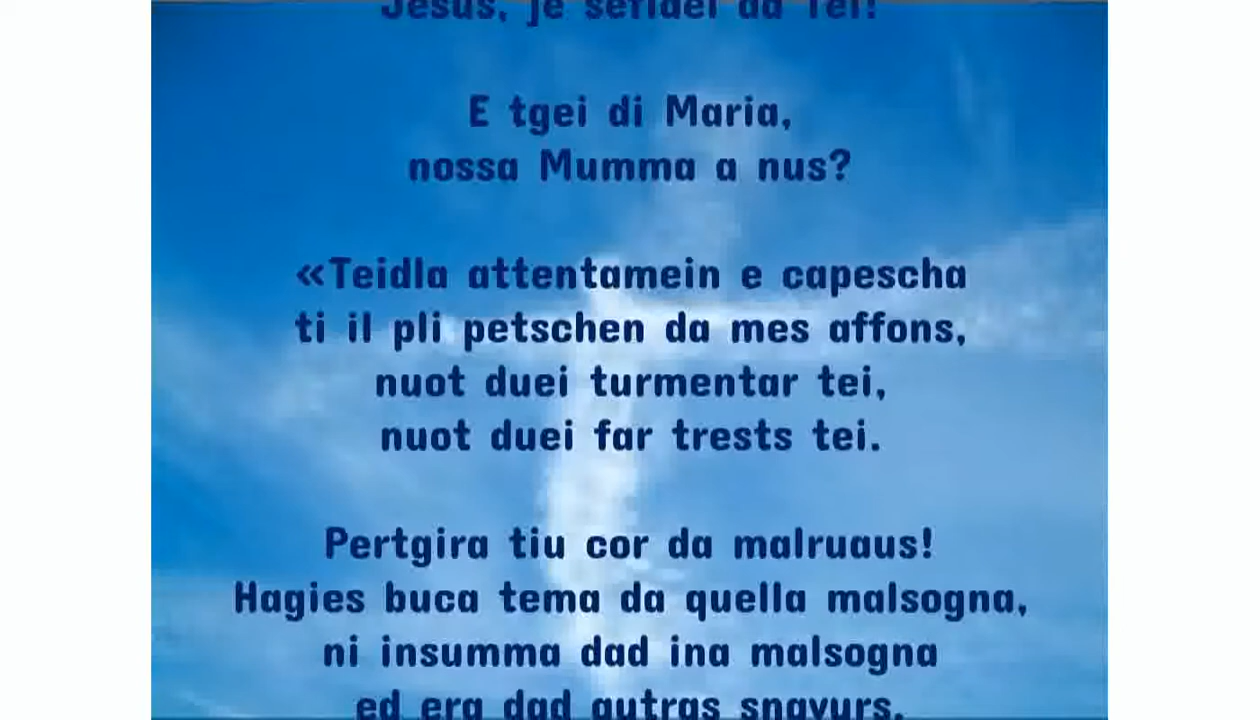 Jesus, je sefidel da Tei!
E tgei di Maria,
nossa Mumma a nus?
«Teidla attentamein e capescha
ti il pli petschen da mes affons,
nuot duei turmentar tei,
nuot duei far trests tei.
Pertgira tiu cor da malruaus!
Hagies buca tema da quella malsogna,
ni insumma dad ina malsogna
ed era dad autras snavurs.